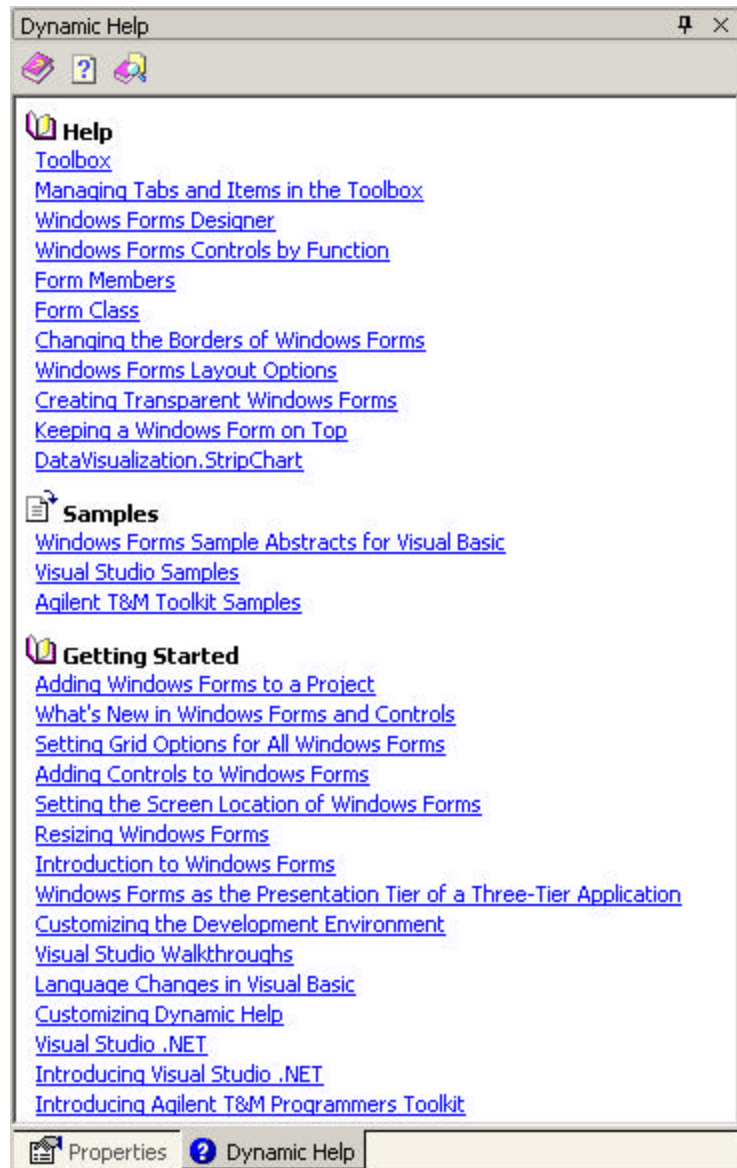 Dynamic Help
Help
Toolbox
Managing Tabs and Items in the Toolbox
Windows Forms Designer
Windows Forms Controls by Function
Form Members
Form Class
Changing the Borders of Windows Forms
Windows Forms Layout Options
Creating Transparent Windows Forms
Keeping a Windows Form on Top
DataVisualization.StripChart
Samples
Windows Forms Sample Abstracts for Visual Basic
Visual Studio Samples
Agilent T&M Toolkit Samples
Getting Started
Adding Windows Forms to a Project
What's New in Windows Forms and Controls
Setting Grid Options for All Windows Forms
Adding Controls to Windows Forms
Setting the Screen Location of Windows Forms
Resizing Windows Forms
Introduction to Windows Forms
Windows Forms as the Presentation Tier of a Three-Tier Application
Customizing the Development Environment
Visual Studio Walkthroughs
Language Changes in Visual Basic
Customizing Dynamic Help
Visual Studio .NET
Introducing Visual Studio .NET
Introducing Agilent T&M Programmers Toolkit
Properties Dynamic Help